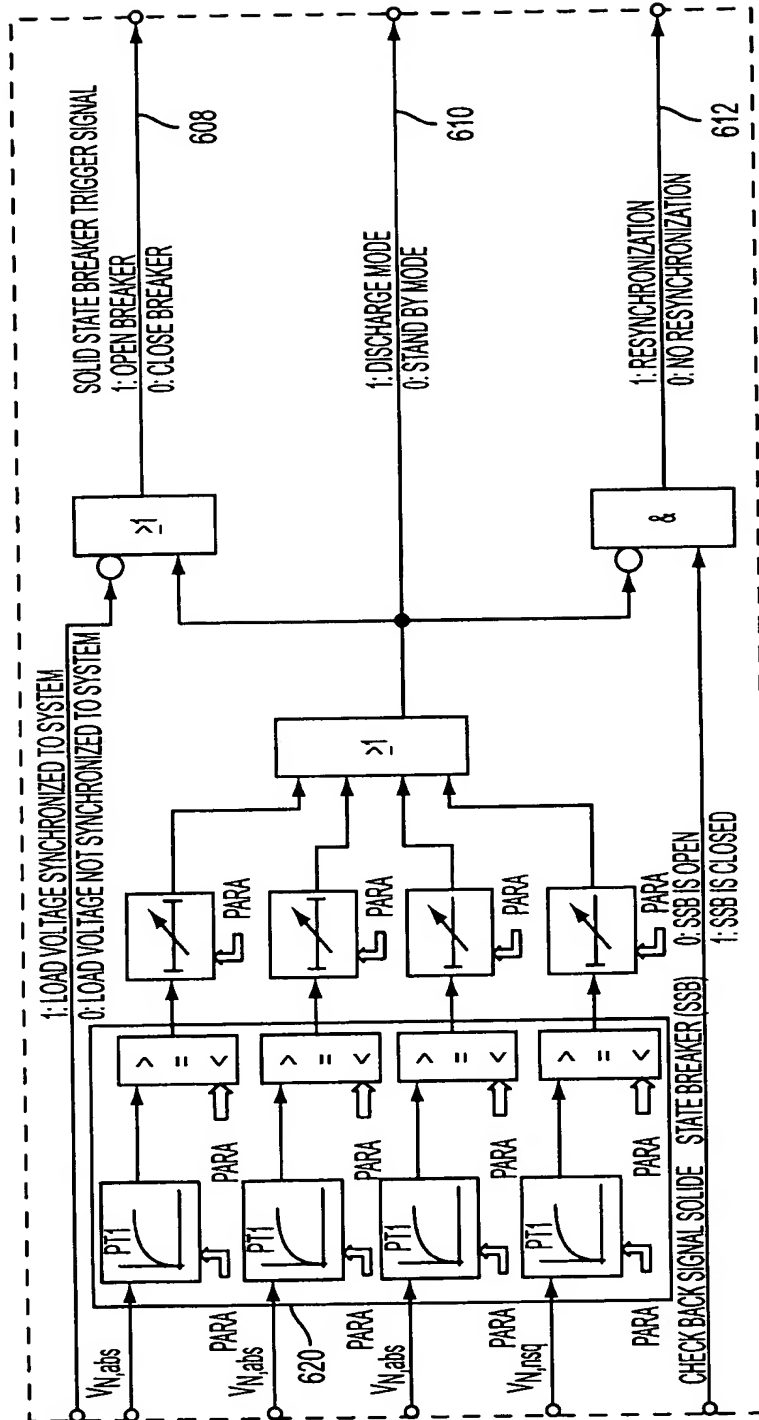 1: LOAD VOLTAGE SYNCHRONIZED TO SYSTEM
0: LOAD VOLTAGE NOT SYNCHRONIZED TO SYSTEM
SOLID STATE BREAKER TRIGGER SIGNAL
1: OPEN BREAKER
0: CLOSE BREAKER
608
≥1
VN,abs
PT1
PARA
> = <
PARA
PARA
VN,abs
PT1
PARA
> = <
PARA
PARA
620
≥1
1: DISCHARGE MODE
0: STAND BY MODE
610
VN,abs
PT1
PARA
> = <
PARA
PARA
VN,nsq
PT1
PARA
> = <
PARA
PARA
CHECK BACK SIGNAL SOLIDE STATE BREAKER (SSB)
0: SSB IS OPEN
1: SSB IS CLOSED
&
1: RESYNCHRONIZATION
0: NO RESYNCHRONIZATION
612